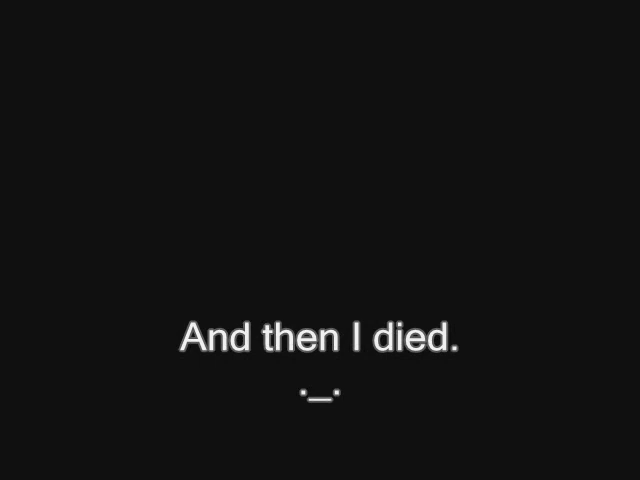 And then I died.
._.